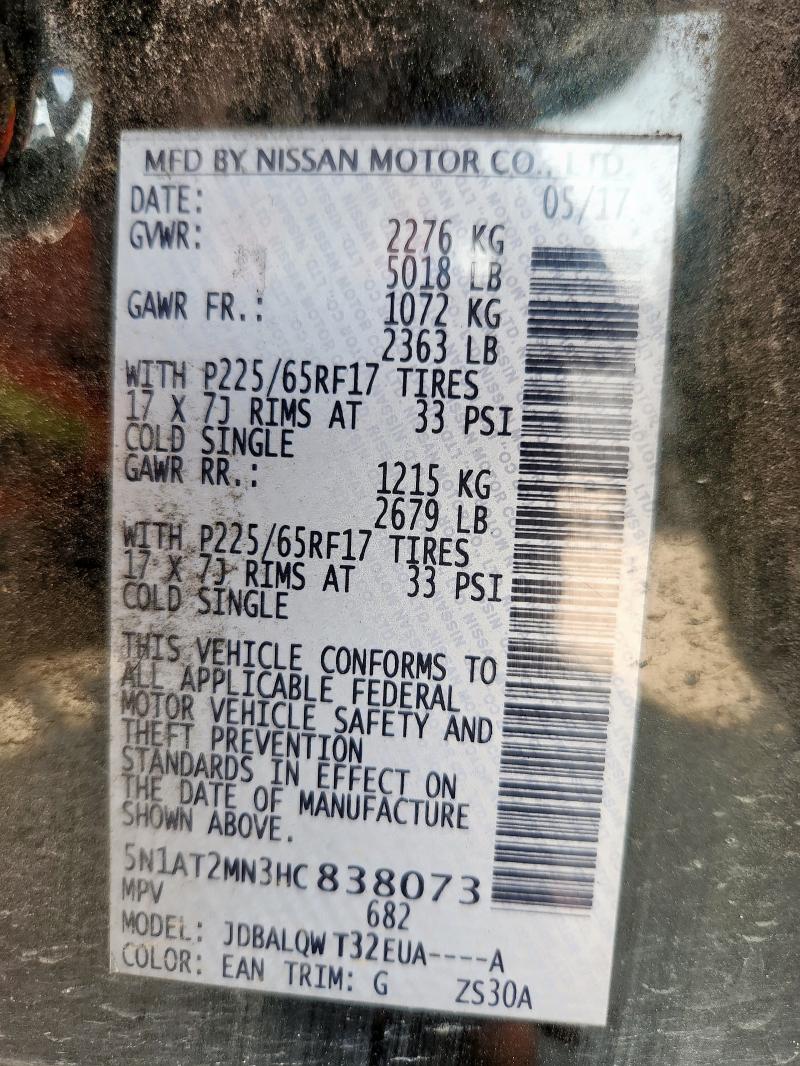 MFD BY NISSAN MOTOR CO., LTD.
DATE: 05/17
GVWR: 2276 KG
5018 LB
GAWR FR.: 1072 KG
2363 LB
WITH P225/65RF17 TIRES
17 X 7J RIMS AT 33 PSI
COLD SINGLE
GAWR RR.: 1215 KG
2679 LB
WITH P225/65RF17 TIRES
17 X 7J RIMS AT 33 PSI
COLD SINGLE
THIS VEHICLE CONFORMS TO
ALL APPLICABLE FEDERAL
MOTOR VEHICLE SAFETY AND
THEFT PREVENTION
STANDARDS IN EFFECT ON
THE DATE OF MANUFACTURE
SHOWN ABOVE.
5N1AT2MN3HC838073
MPV 682
MODEL: JDBALQW T32EUA----A
COLOR: EAN TRIM: G ZS30A